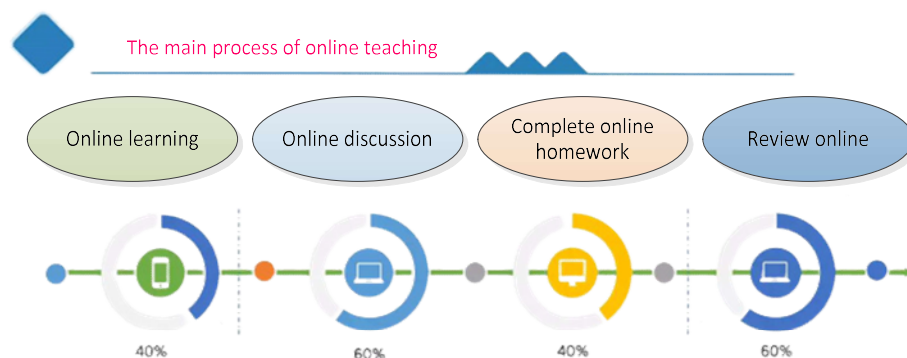 The main process of online teaching
Online learning
Online discussion
Complete online
homework
Review online
40%
60%
40%
60%